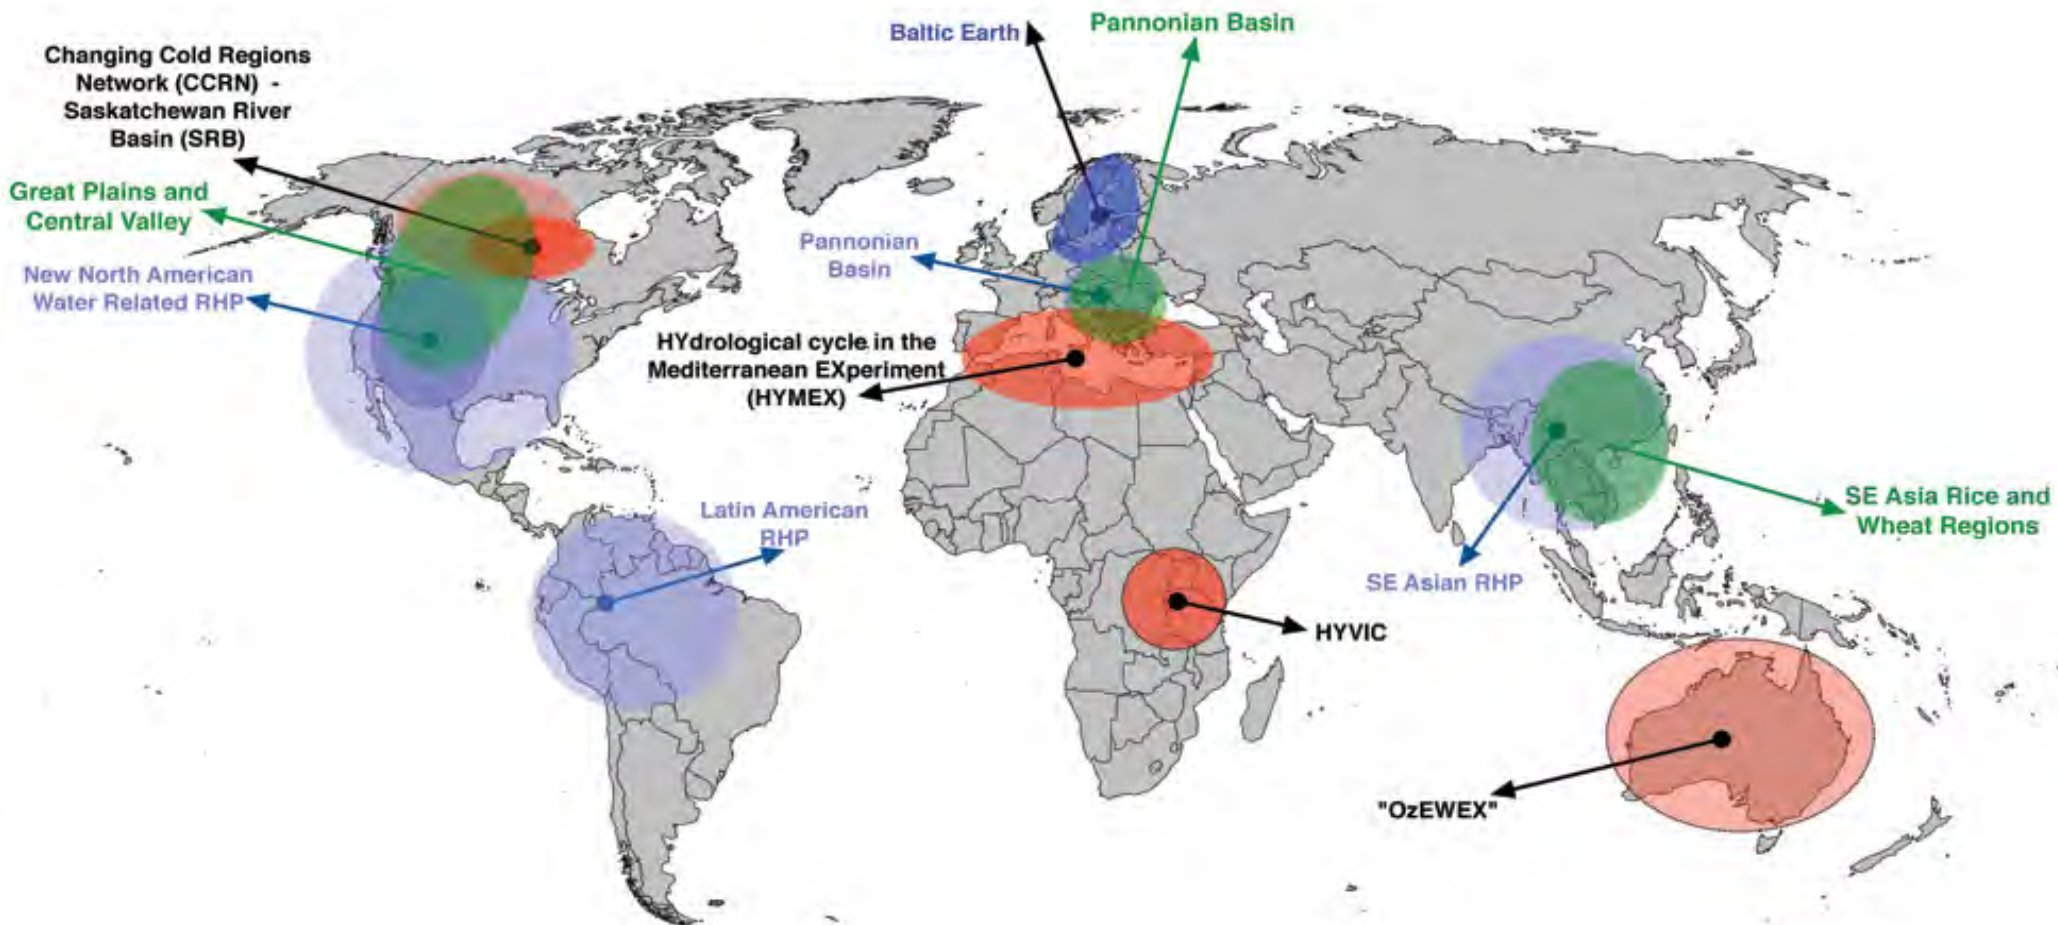 Changing Cold Regions
Network (CCRN) -
Saskatchewan River
Basin (SRB)
Great Plains and
Central Valley
New North American
Water Related RHP
Baltic Earth
Pannonian Basin
Pannonian
Basin
HYdrological cycle in the
Mediterranean EXperiment
(HYMEX)
Latin American
RHP
SE Asia Rice and
Wheat Regions
SE Asian RHP
HYVIC
"OzEWEX"